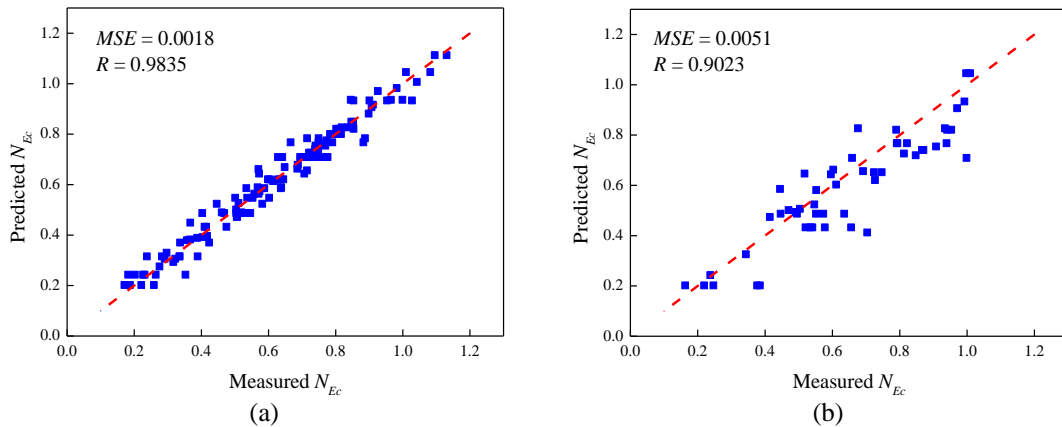 MSE = 0.0018
R = 0.9835
1.2
1.0
0.8
0.6
0.4
0.2
0.0
Predicted N_Ec
0.0 0.2 0.4 0.6 0.8 1.0 1.2
Measured N_Ec
(a)
MSE = 0.0051
R = 0.9023
1.2
1.0
0.8
0.6
0.4
0.2
0.0
Predicted N_Ec
0.0 0.2 0.4 0.6 0.8 1.0 1.2
Measured N_Ec
(b)